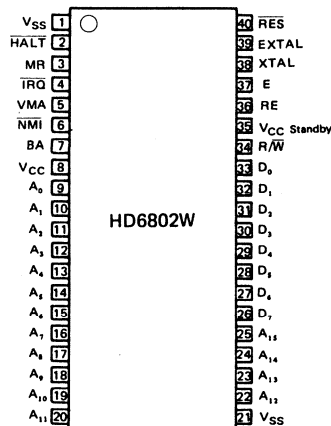 VSS 1 40 RES
HALT 2 39 EXTAL
MR 3 38 XTAL
IRQ 4 37 E
VMA 5 36 RE
NMI 6 35 VCC Standby
BA 7 34 R/W
VCC 8 33 D0
A0 9 32 D1
A1 10 31 D2
HD6802W
A2 11 30 D3
A3 12 29 D4
A4 13 28 D5
A5 14 27 D6
A6 15 26 D7
A7 16 25 A15
A8 17 24 A14
A9 18 23 A13
A10 19 22 A12
A11 20 21 VSS